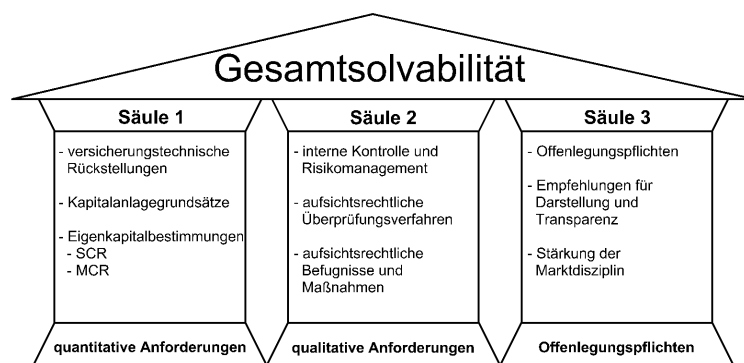 Gesamtsolvabilität
Säule 1
- versicherungstechnische
Rückstellungen
- Kapitalanlagegrundsätze
- Eigenkapitalbestimmungen
- SCR
- MCR
quantitative Anforderungen
Säule 2
- interne Kontrolle und
Risikomanagement
- aufsichtsrechtliche
Überprüfungsverfahren
- aufsichtsrechtliche
Befugnisse und
Maßnahmen
qualitative Anforderungen
Säule 3
- Offenlegungspflichten
- Empfehlungen für
Darstellung und
Transparenz
- Stärkung der
Marktdisziplin
Offenlegungspflichten